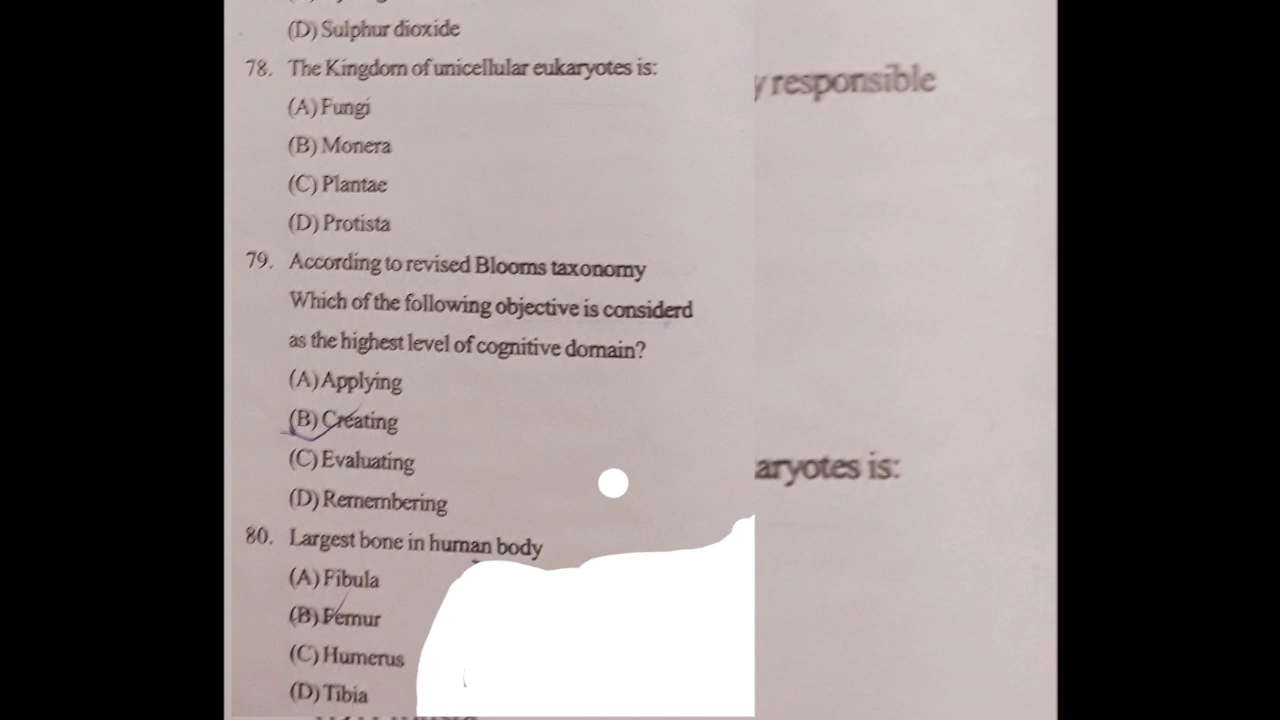 (D) Sulphur dioxide
78. The Kingdom of unicellular eukaryotes is:
(A) Fungi
(B) Monera
(C) Plantae
(D) Protista
79. According to revised Blooms taxonomy
Which of the following objective is considerd
as the highest level of cognitive domain?
(A) Applying
(B) Creating
(C) Evaluating
(D) Remembering
80. Largest bone in human body
(A) Fibula
(B) Femur
(C) Humerus
(D) Tibia
y responsible
aryotes is: